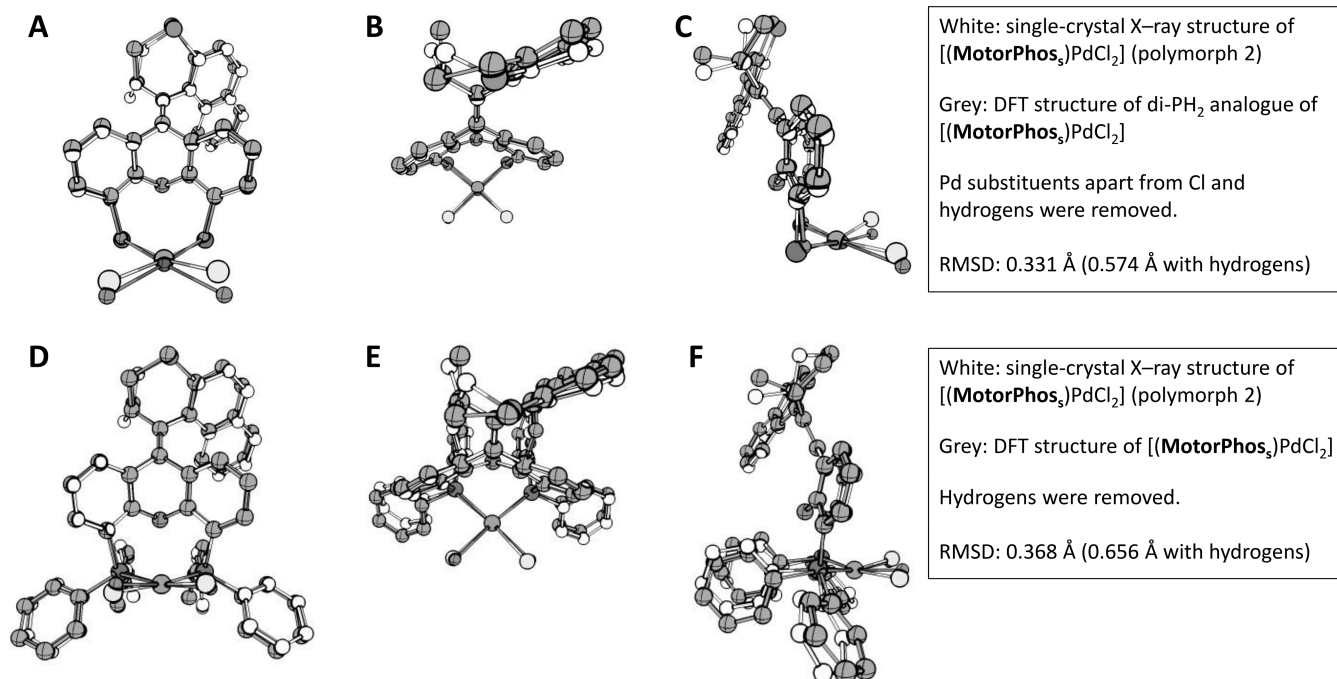 A
B
C
White: single-crystal X–ray structure of
[(MotorPhosₛ)PdCl₂] (polymorph 2)
Grey: DFT structure of di-PH₂ analogue of
[(MotorPhosₛ)PdCl₂]
Pd substituents apart from Cl and
hydrogens were removed.
RMSD: 0.331 Å (0.574 Å with hydrogens)
D
E
F
White: single-crystal X–ray structure of
[(MotorPhosₛ)PdCl₂] (polymorph 2)
Grey: DFT structure of [(MotorPhosₛ)PdCl₂]
Hydrogens were removed.
RMSD: 0.368 Å (0.656 Å with hydrogens)